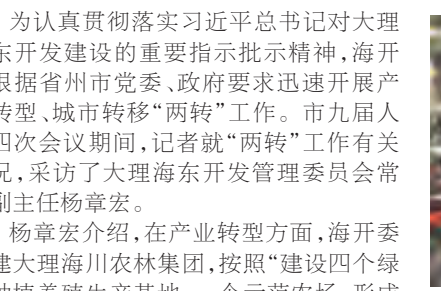 为认真贯彻落实习近平总书记对大理
东开发建设的重要指示批示精神,海开
根据省州市党委、政府要求迅速开展产
转型、城市转移“两转”工作。市九届人
四次会议期间,记者就“两转”工作有关
况,采访了大理海东开发管理委员会常
副主任杨章宏。
杨章宏介绍,在产业转型方面,海开委
建大理海川农林集团,按照“建设四个绿